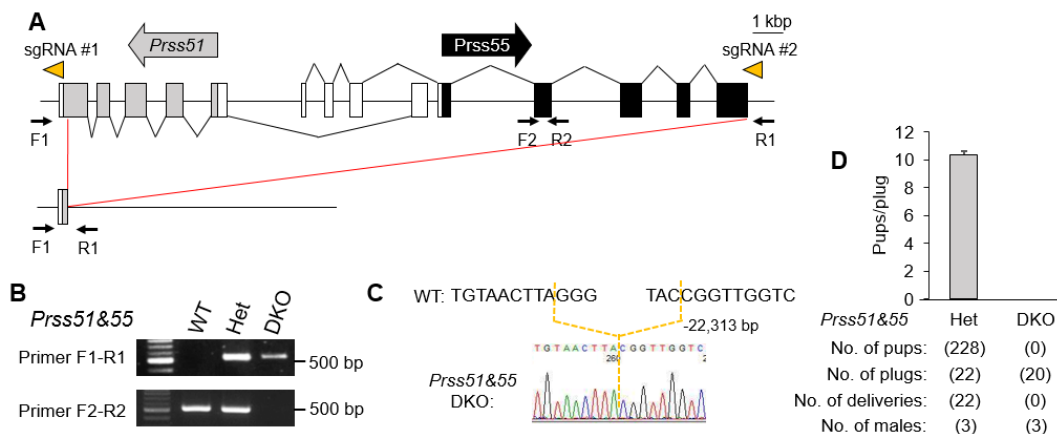 A
1 kbp
sgRNA #1
Prss51
Prss55
sgRNA #2
F1
F2
R2
R1
F1
R1
B
Prss51&55
WT
Het
DKO
Primer F1-R1
500 bp
Primer F2-R2
500 bp
C
WT: TGTAACTTAGGG TACCGGTTGGTC
-22,313 bp
TGTAACTTACGGTTGGTC
260
2
Prss51&55
DKO:
D
Pups/plug
12
10
8
6
4
2
0
Prss51&55 Het DKO
No. of pups: (228) (0)
No. of plugs: (22) (20)
No. of deliveries: (22) (0)
No. of males: (3) (3)